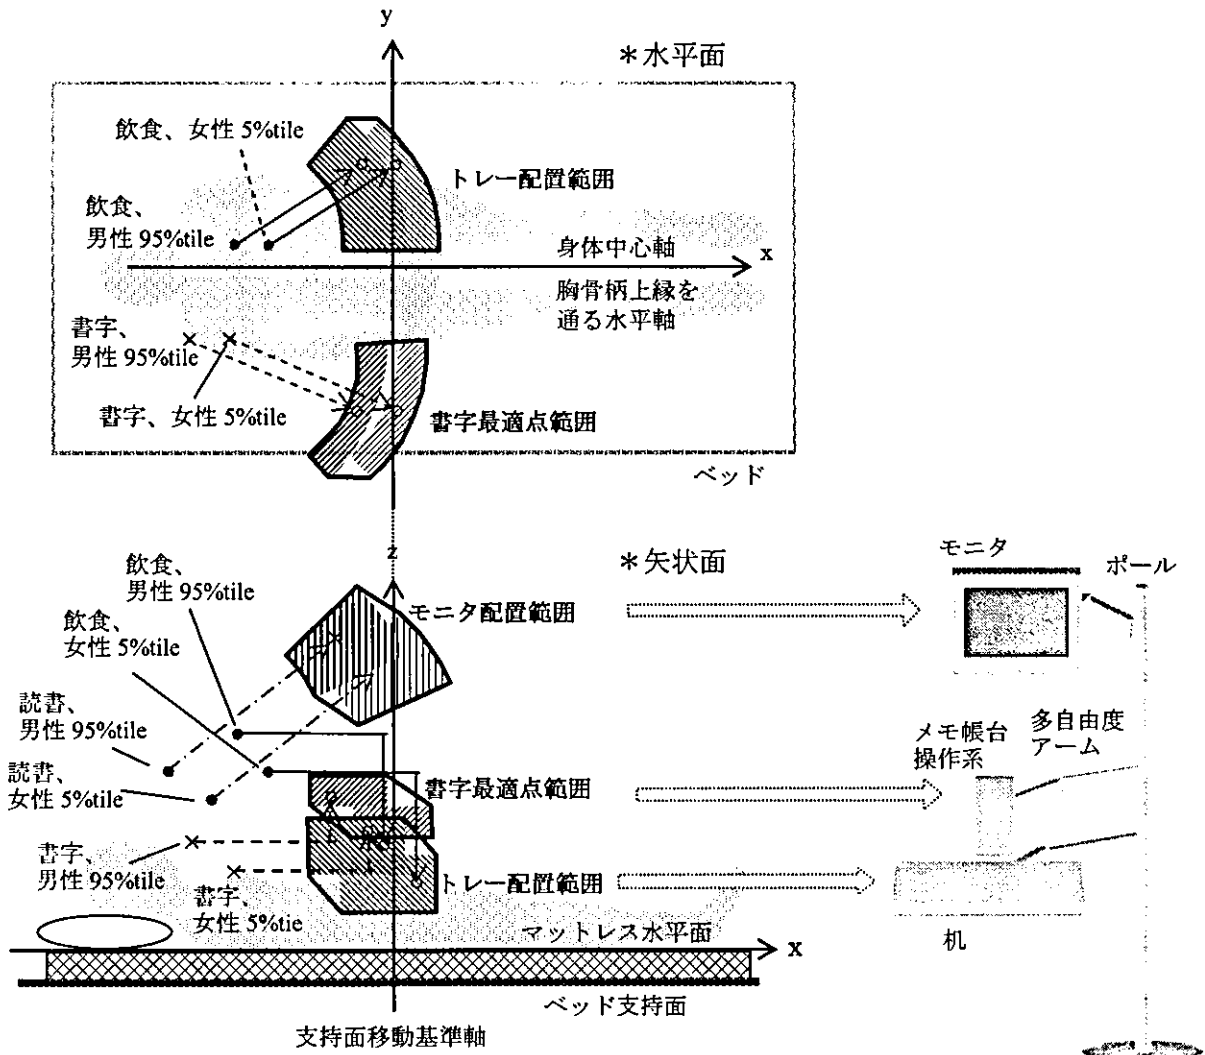 y
＊水平面
飲食、女性 5%tile
トレー配置範囲
飲食、
男性 95%tile
身体中心軸
x
胸骨柄上縁を
通る水平軸
書字、
男性 95%tile
書字、女性 5%tile
書字最適点範囲
ベッド
z
＊矢状面
モニタ
ポール
飲食、
男性 95%tile
モニタ配置範囲
飲食、
女性 5%tile
読書、
男性 95%tile
メモ帳台
操作系
多自由度
アーム
読書、
女性 5%tile
書字最適点範囲
書字、
男性 95%tile
トレー配置範囲
書字、
女性 5%tie
マットレス水平面
x
机
ベッド支持面
支持面移動基準軸